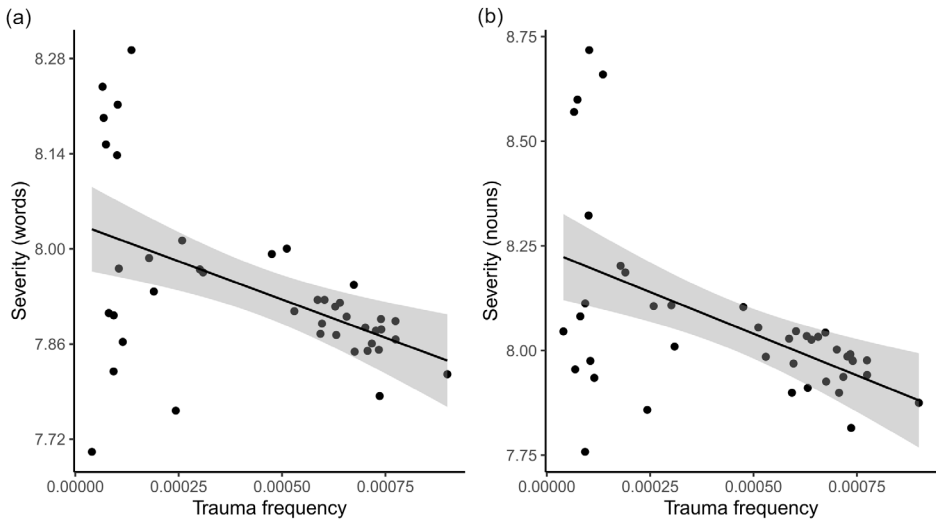 (a)
Severity (words)
8.28
8.14
8.00
7.86
7.72
0.00000 0.00025 0.00050 0.00075
Trauma frequency
(b)
Severity (nouns)
8.75
8.50
8.25
8.00
7.75
0.00000 0.00025 0.00050 0.00075
Trauma frequency